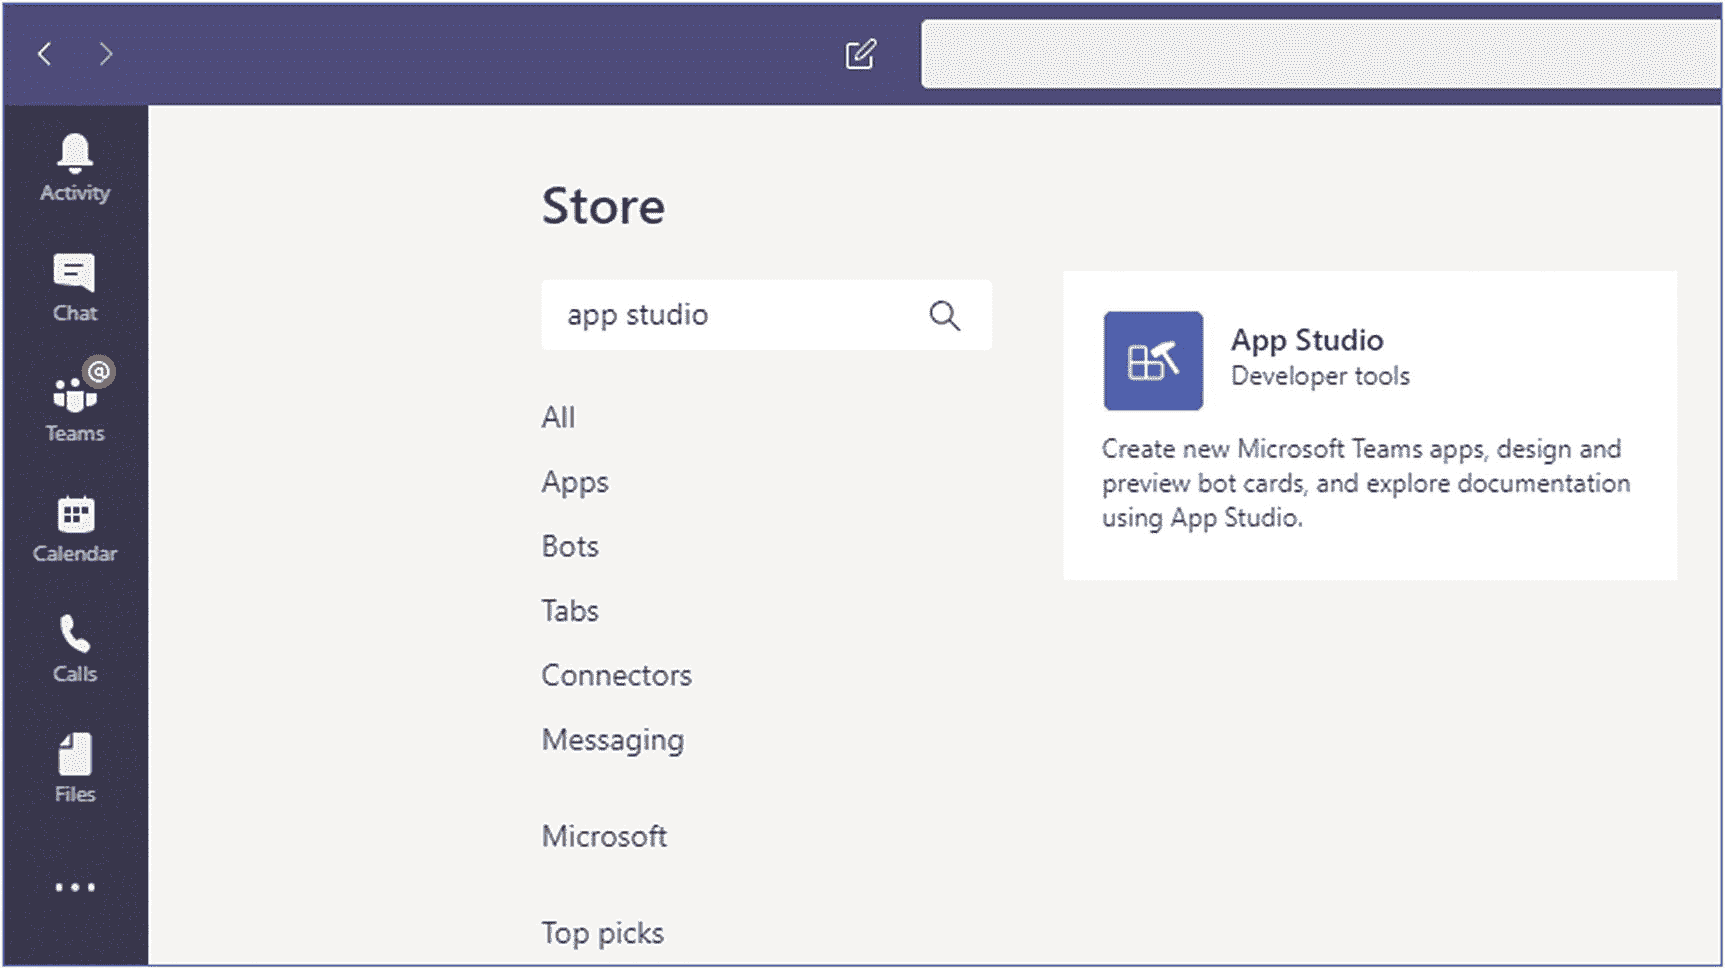 Activity
Chat
@
Teams
Calendar
Calls
Files
Store
app studio
All
Apps
Bots
Tabs
Connectors
Messaging
Microsoft
Top picks
App Studio
Developer tools
Create new Microsoft Teams apps, design and
preview bot cards, and explore documentation
using App Studio.